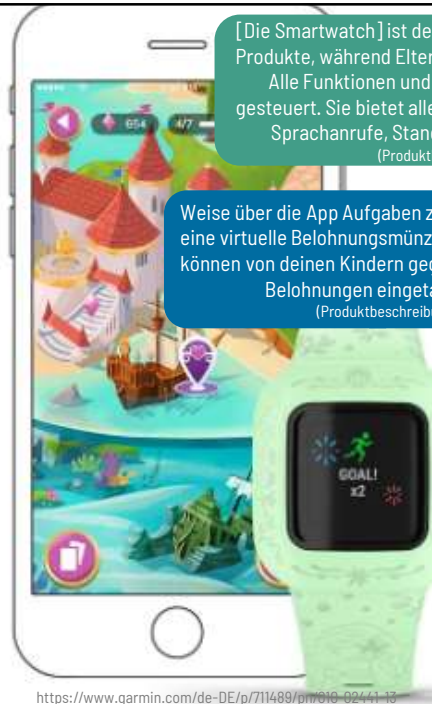 [Die Smartwatch] ist de
Produkte, während Elter
Alle Funktionen und
gesteuert. Sie bietet alle
Sprachanrufe, Stand
(Produkt
654
4/7
Weise über die App Aufgaben z
eine virtuelle Belohnungsmünz
können von deinen Kindern geg
Belohnungen eingeta
(Produktbeschreibu
GOAL!
x2
https://www.garmin.com/de-DE/p/711489/pn/010-02441-13